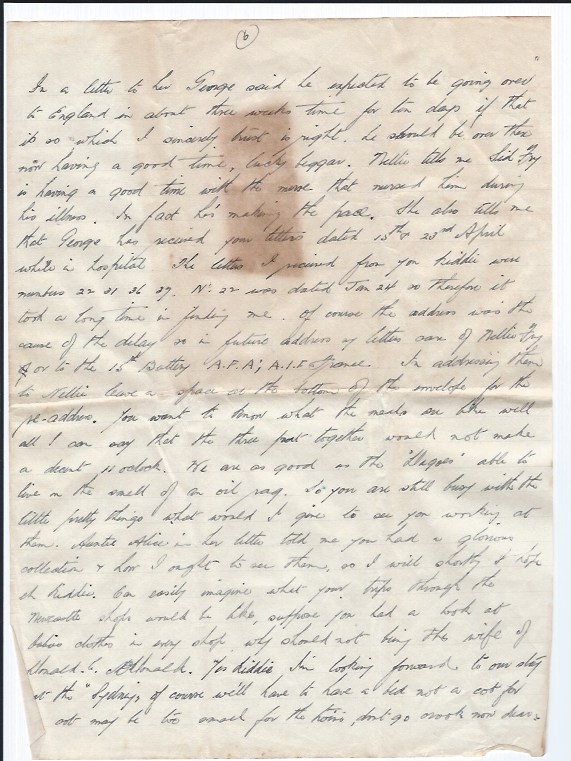 6
In a letter to her George said he expected to be going over
to England in about three weeks time for ten days if that
is so which I sincerely trust is right. he should be over there
now having a good time, lucky beggar. Nellie tells me Sid Fry
is having a good time with the nurse that nursed him during
his illness. In fact he's making the pace. She also tells me
that George has received your letters dated 15th & 23rd April
while in hospital The letters I received from you Kiddie were
numbers 22 31 36 39. No. 22 was dated Jan 24 so therefore it
took a long time in finding me. Of course the address was the
cause of the delay so in future address my letters care of Nellie Fry
or to the 15th Battery A.F.A; A.I.F. France. In addressing them
to Nellie leave a space at the bottom of the envelope for the
re-address. You want to know what the meals are like well
all I can say that the three put together would not make
a decent 11 oclock. We are as good as the able to
live on the smell of an oil rag. So you are still busy with the
little pretty things what would I give to see you working at
them. Auntie Alice in her letter told me you had a glorious
collection & how I ought to see them, so I will shortly I hope
eh Kiddie. Can easily imagine what your trips through the
Newcastle shops would be like, suppose you had a look at
babies clothes in every shop, why should not being the wife of
Donald. C. McDonald. Yes Kiddie I'm looking forward to our stay
at the "Sydney, of course we'll have to have a bed not a cot for
cot may be too small for the dont go crook now dear.